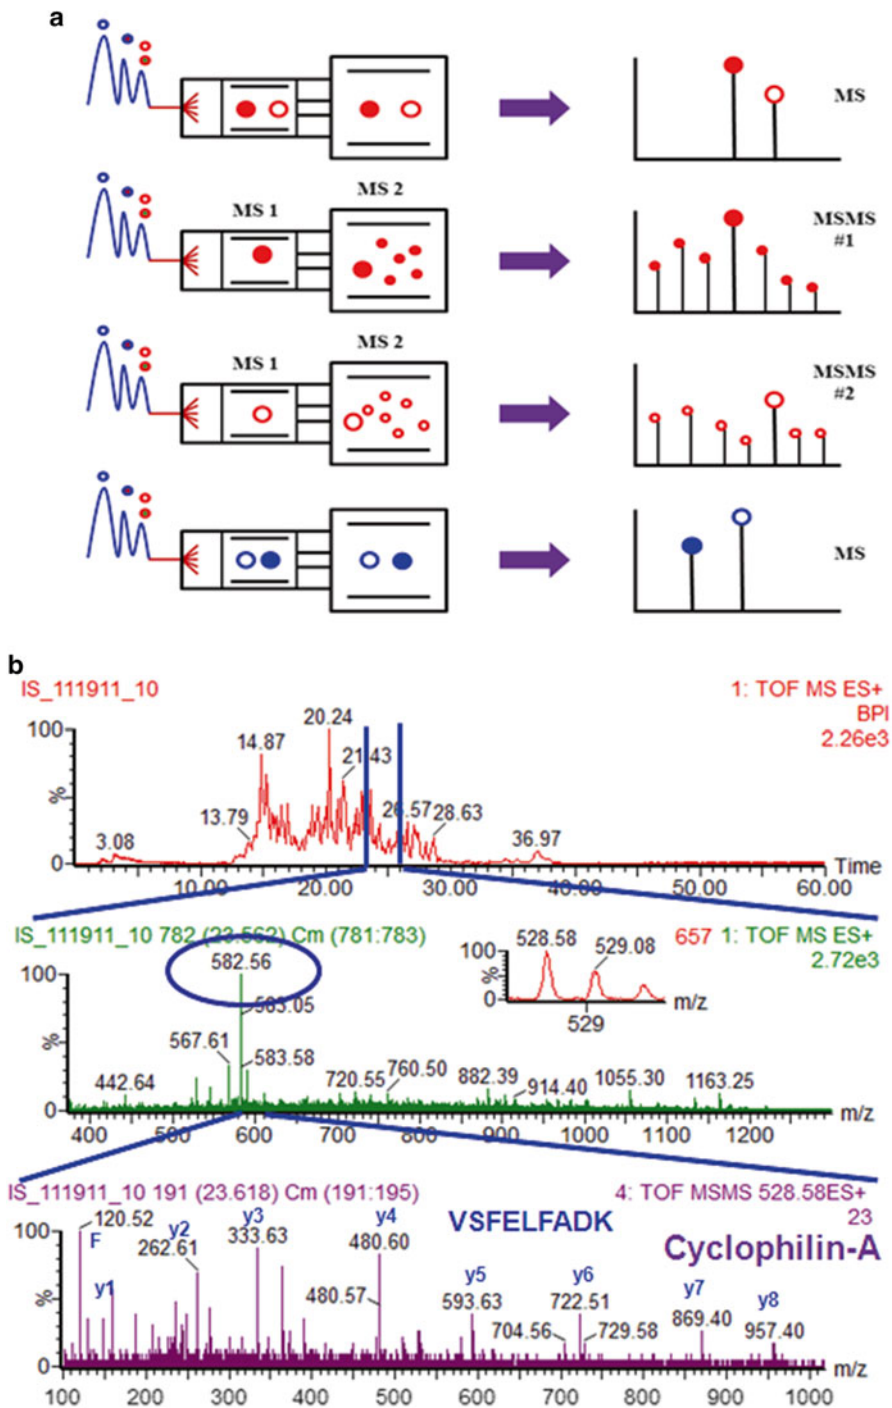 a
MS
MS 1
MS 2
MSMS
#1
MS 1
MS 2
MSMS
#2
MS
b
IS_111911_10
1: TOF MS ES+
BPI
2.26e3
100
%
0
3.08
13.79
14.87
20.24
21.43
26.57
28.63
36.97
Time
10.00 20.00 30.00 40.00 50.00 60.00
IS_111911_10 782 (23.562) Cm (781:783)
657 1: TOF MS ES+
2.72e3
100
%
0
442.64
567.61
582.56
583.05
583.58
720.55
760.50
882.39
914.40
1055.30
1163.25
m/z
400 500 600 700 800 900 1000 1100 1200
100
%
0
528.58
529.08
m/z
529
IS_111911_10 191 (23.618) Cm (191:195)
4: TOF MSMS 528.58ES+
23
VSFELFADK
Cyclophilin-A
100
%
0
120.52
F
y1
y2
262.61
y3
333.63
y4
480.60
480.57
y5
593.63
704.56
y6
722.51
729.58
y7
869.40
y8
957.40
m/z
100 200 300 400 500 600 700 800 900 1000